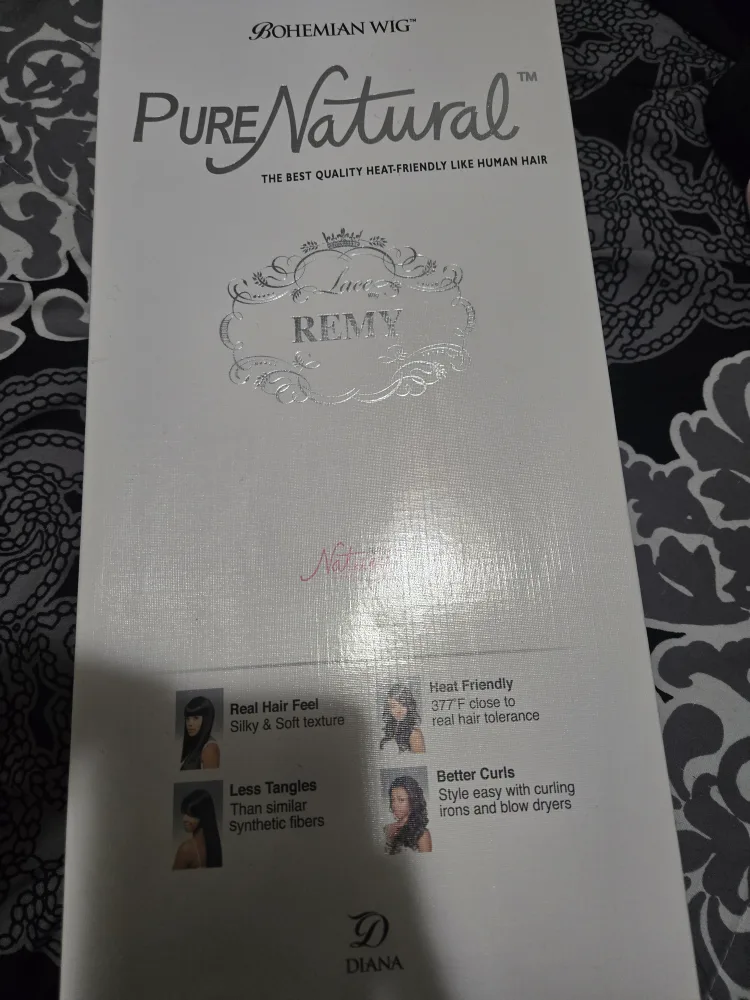 BOHEMIAN WIG™
PURE Natural™
THE BEST QUALITY HEAT-FRIENDLY LIKE HUMAN HAIR
REMY
Real Hair Feel
Silky & Soft texture
Heat Friendly
377°F close to
real hair tolerance
Less Tangles
Than similar
synthetic fibers
Better Curls
Style easy with curling
irons and blow dryers
D
DIANA